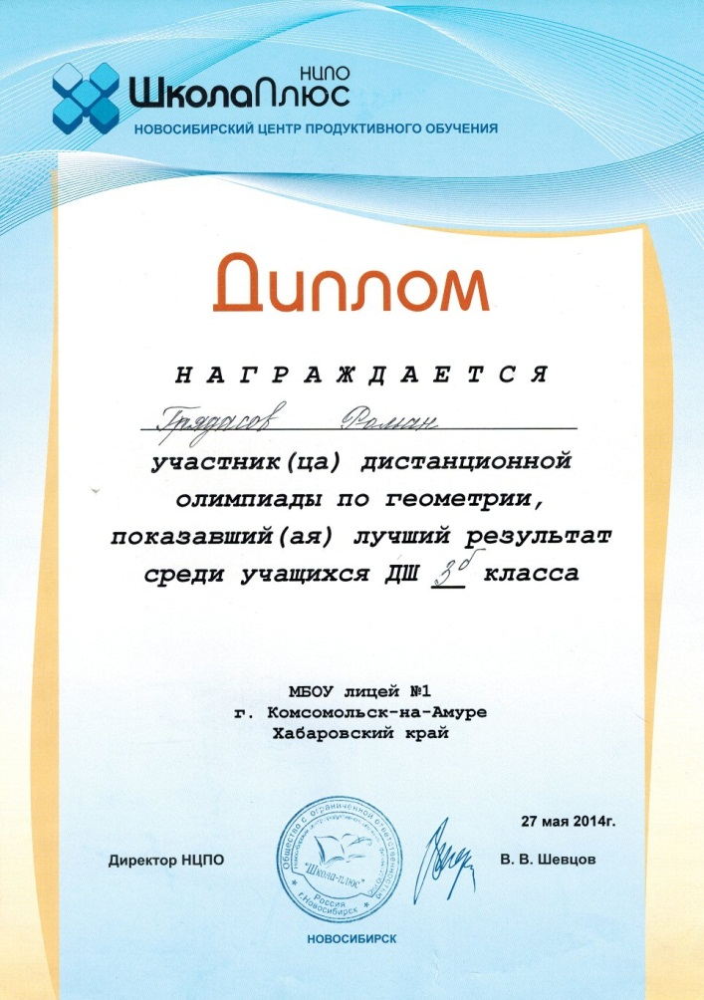 НЦПО
ШколаПлюс
НОВОСИБИРСКИЙ ЦЕНТР ПРОДУКТИВНОГО ОБУЧЕНИЯ
Диплом
НАГРАЖДАЕТСЯ
Грядасов Роман
участник(ца) дистанционной
олимпиады по геометрии,
показавший(ая) лучший результат
среди учащихся ДШ 3б класса
МБОУ лицей №1
г. Комсомольск-на-Амуре
Хабаровский край
27 мая 2014г.
Директор НЦПО
В. В. Шевцов
Общество с ограниченной ответственностью
"Школа-плюс"
Россия
г.Новосибирск
НОВОСИБИРСК